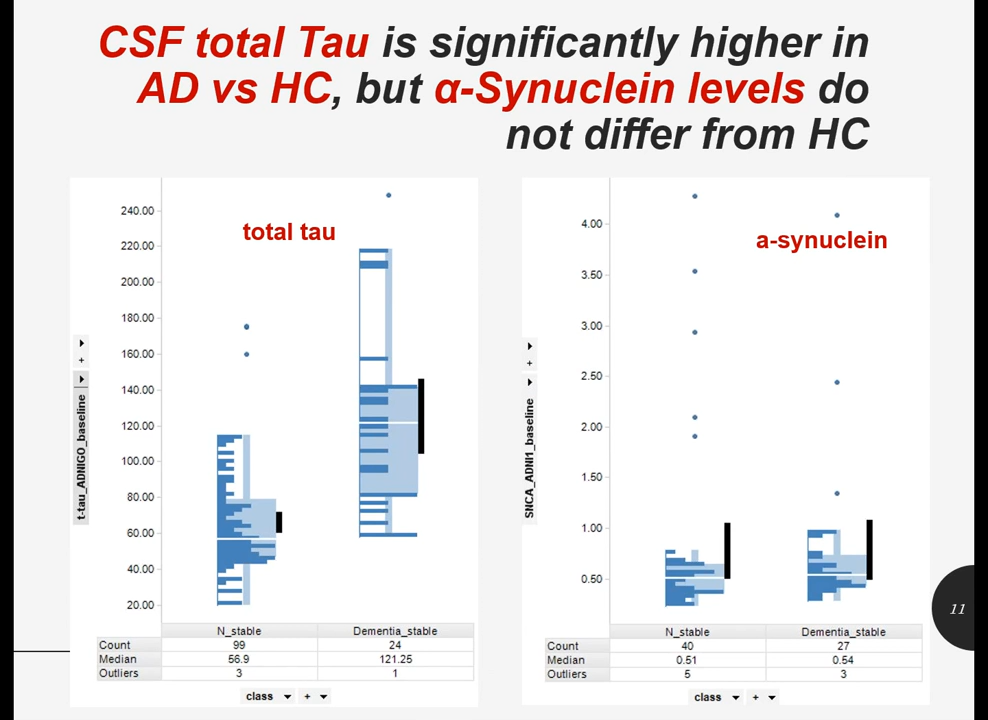 CSF total Tau is significantly higher in
AD vs HC, but α-Synuclein levels do
not differ from HC
total tau
240.00
220.00
200.00
180.00
160.00
140.00
120.00
100.00
80.00
60.00
40.00
20.00
t-tau_ADNIGO_baseline
+
N_stable Dementia_stable
Count 99 24
Median 56.9 121.25
Outliers 3 1
class +
a-synuclein
4.00
3.50
3.00
2.50
2.00
1.50
1.00
0.50
SNCA_ADNI1_baseline
+
N_stable Dementia_stable
Count 40 27
Median 0.51 0.54
Outliers 5 3
class +
11